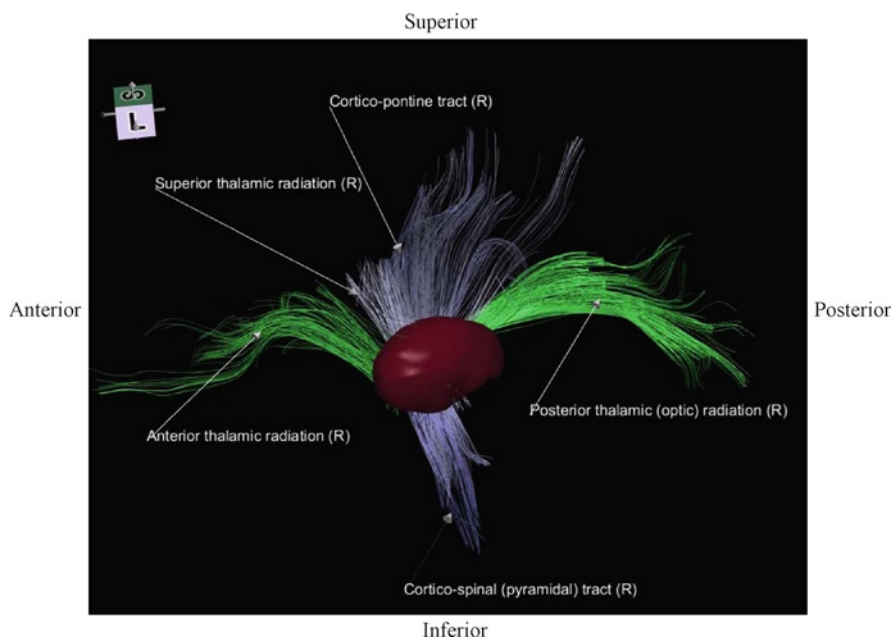 Superior
Cortico-pontine tract (R)
L
Superior thalamic radiation (R)
Anterior
Posterior
Posterior thalamic (optic) radiation (R)
Anterior thalamic radiation (R)
Cortico-spinal (pyramidal) tract (R)
Inferior